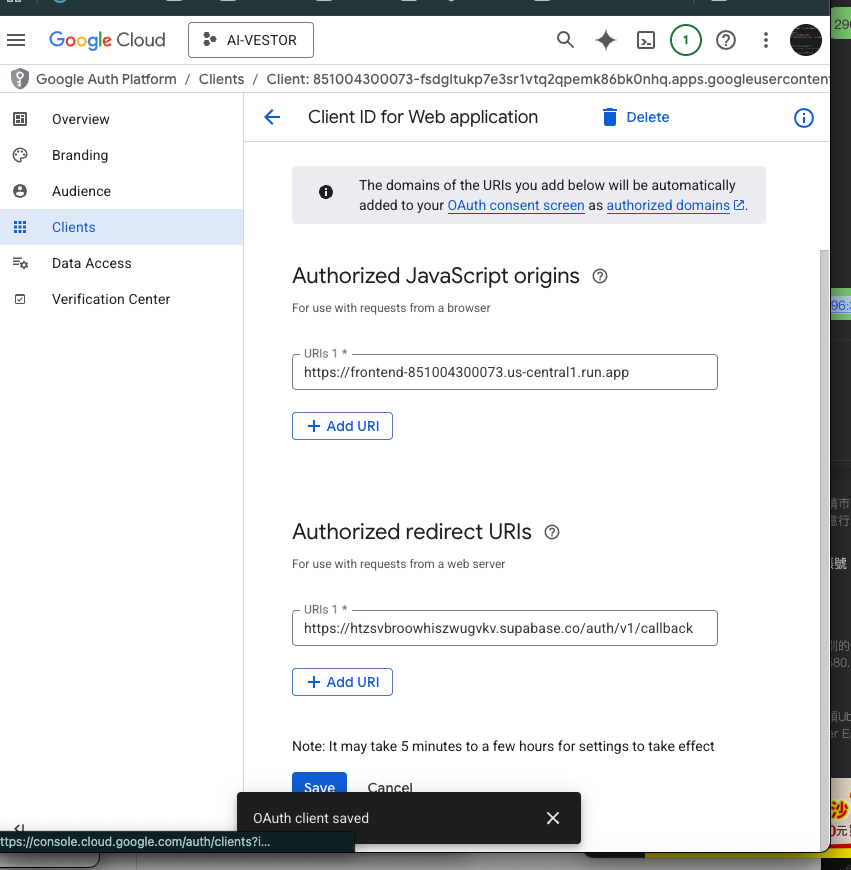 Google Cloud
AI-VESTOR
1
296
Google Auth Platform / Clients / Client: 851004300073-fsdgltukp7e3sr1vtq2qpemk86bk0nhq.apps.googleusercontent
Overview
Branding
Audience
Clients
Data Access
Verification Center
Client ID for Web application
Delete
The domains of the URIs you add below will be automatically
added to your OAuth consent screen as authorized domains.
Authorized JavaScript origins
For use with requests from a browser
URIs 1 *
https://frontend-851004300073.us-central1.run.app
+ Add URI
Authorized redirect URIs
For use with requests from a web server
URIs 1 *
https://htzsvbroowhiszwugvkv.supabase.co/auth/v1/callback
+ Add URI
Note: It may take 5 minutes to a few hours for settings to take effect
Save
Cancel
OAuth client saved
ttps://console.cloud.google.com/auth/clients?i...